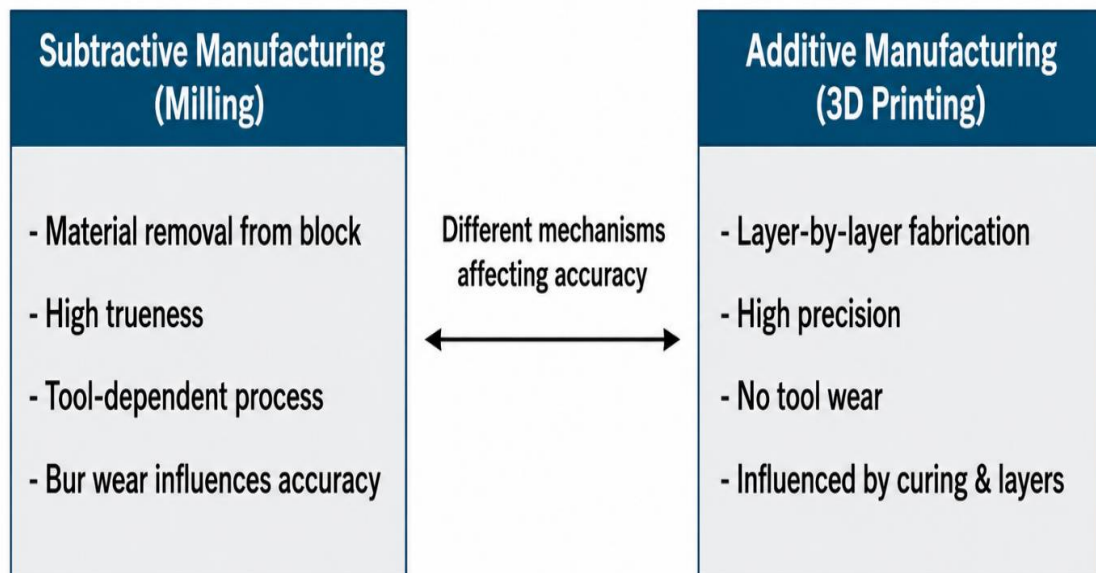 Subtractive Manufacturing
(Milling)
- Material removal from block
- High trueness
- Tool-dependent process
- Bur wear influences accuracy
Different mechanisms
affecting accuracy
Additive Manufacturing
(3D Printing)
- Layer-by-layer fabrication
- High precision
- No tool wear
- Influenced by curing & layers